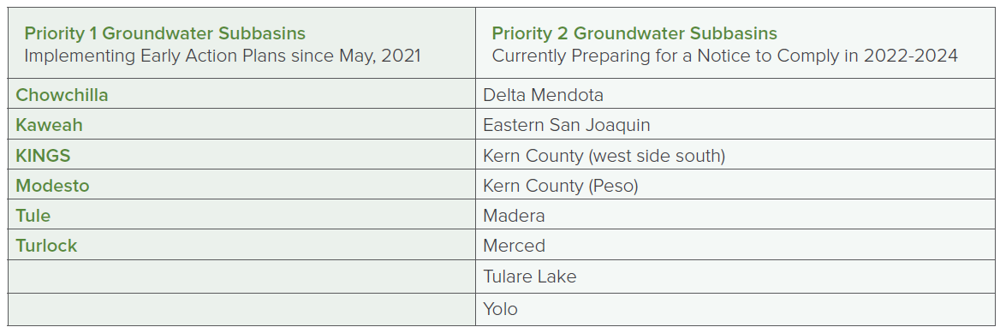 Priority 1 Groundwater Subbasins
Implementing Early Action Plans since May, 2021
Priority 2 Groundwater Subbasins
Currently Preparing for a Notice to Comply in 2022-2024
Chowchilla
Delta Mendota
Kaweah
Eastern San Joaquin
KINGS
Kern County (west side south)
Modesto
Kern County (Peso)
Tule
Madera
Turlock
Merced
Tulare Lake
Yolo